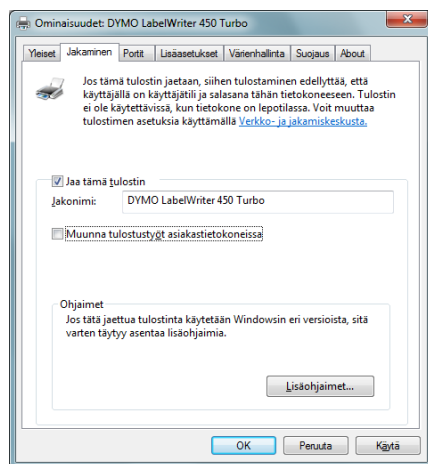 Ominaisuudet: DYMO LabelWriter 450 Turbo
Yleiset Jakaminen Portit Lisäasetukset Värienhallinta Suojaus About
Jos tämä tulostin jaetaan, siihen tulostaminen edellyttää, että
käyttäjällä on käyttäjätili ja salasana tähän tietokoneeseen. Tulostin
ei ole käytettävissä, kun tietokone on lepotilassa. Voit muuttaa
tulostimen asetuksia käyttämällä Verkko- ja jakamiskeskusta.
Jaa tämä tulostin
Jakonimi: DYMO LabelWriter 450 Turbo
Muunna tulostustyöt asiakastietokoneissa
Ohjaimet
Jos tätä jaettua tulostinta käytetään Windowsin eri versioista, sitä
varten täytyy asentaa lisäohjaimia.
Lisäohjaimet...
OK Peruuta Käytä